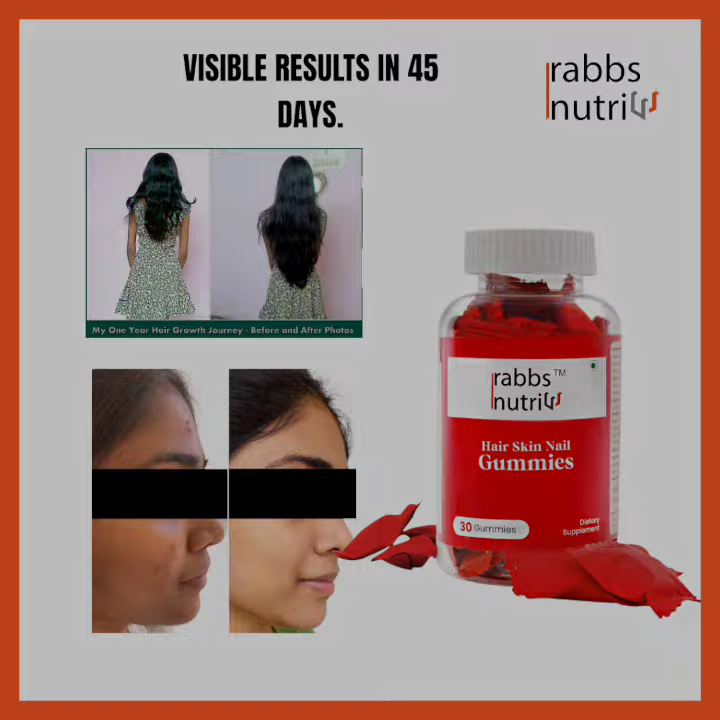 VISIBLE RESULTS IN 45
DAYS.
rabbs
nutri
My One Year Hair Growth Journey - Before and After Photos
rabbs™
nutri
Hair Skin Nail
Gummies
30 Gummies
Dietary
Supplement